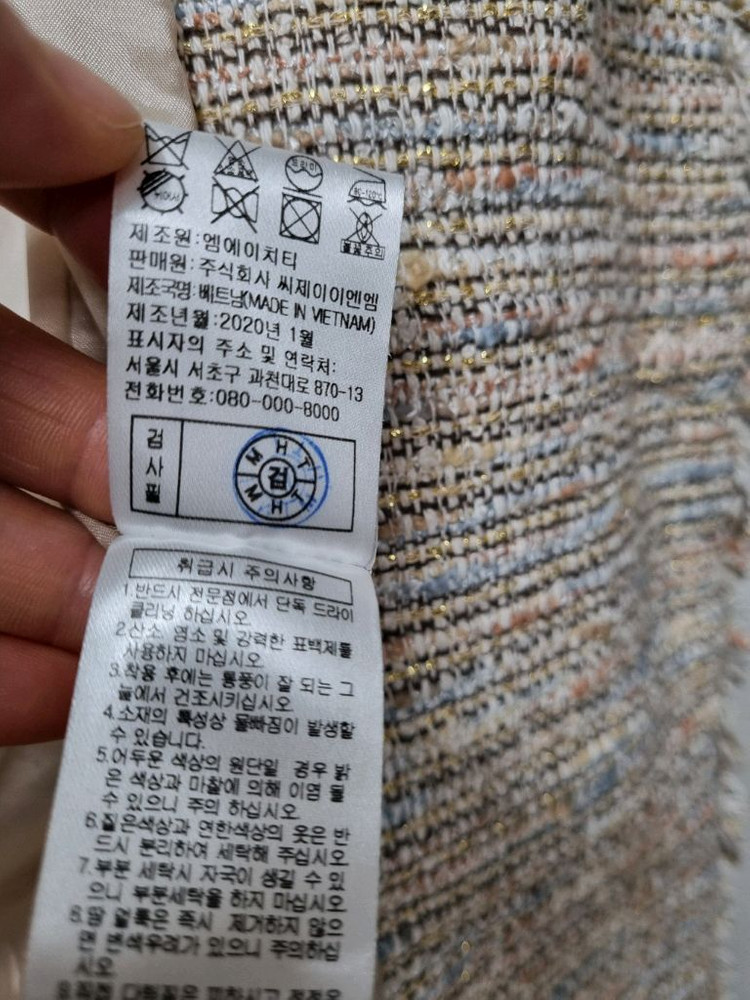 드라이
80-120℃
제조원:엠에이치티
판매원:주식회사 씨제이이엔엠
제조국명:베트남(MADE IN VIETNAM)
제조년월:2020년 1월
표시자의 주소 및 연락처:
서울시 서초구 과천대로 870-13
전화번호:080-000-8000
검사필
MHT
검
MHT
취급시 주의사항
1.반드시 전문점에서 단독 드라이
클리닝 하십시오.
2.산소 염소 및 강력한 표백제를
사용하지 마십시오.
3.착용 후에는 통풍이 잘 되는 그
늘에서 건조시키십시오.
4.소재의 특성상 물빠짐이 발생할
수 있습니다.
5.어두운 색상의 원단일 경우 밝
은 색상과 마찰에 의해 이염 될
수 있으니 주의 하십시오.
6.짙은색상과 연한색상의 옷은 반
드시 분리하여 세탁해 주십시오
7.부분 세탁시 자국이 생길 수 있
으니 부분세탁을 하지 마십시오
8.땀 얼룩은 즉시 제거하지 않으
면 변색우려가 있으니 주의하십
시오.